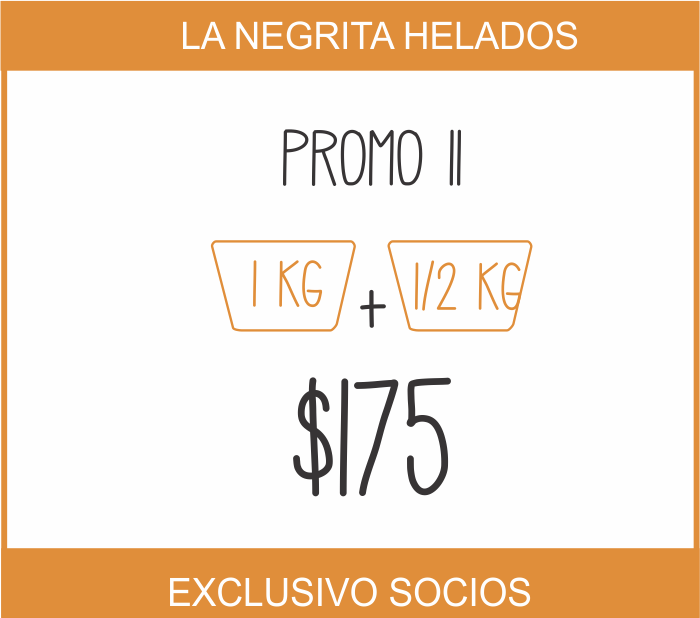 LA NEGRITA HELADOS
PROMO II
1 KG + 1/2 KG
$175
EXCLUSIVO SOCIOS